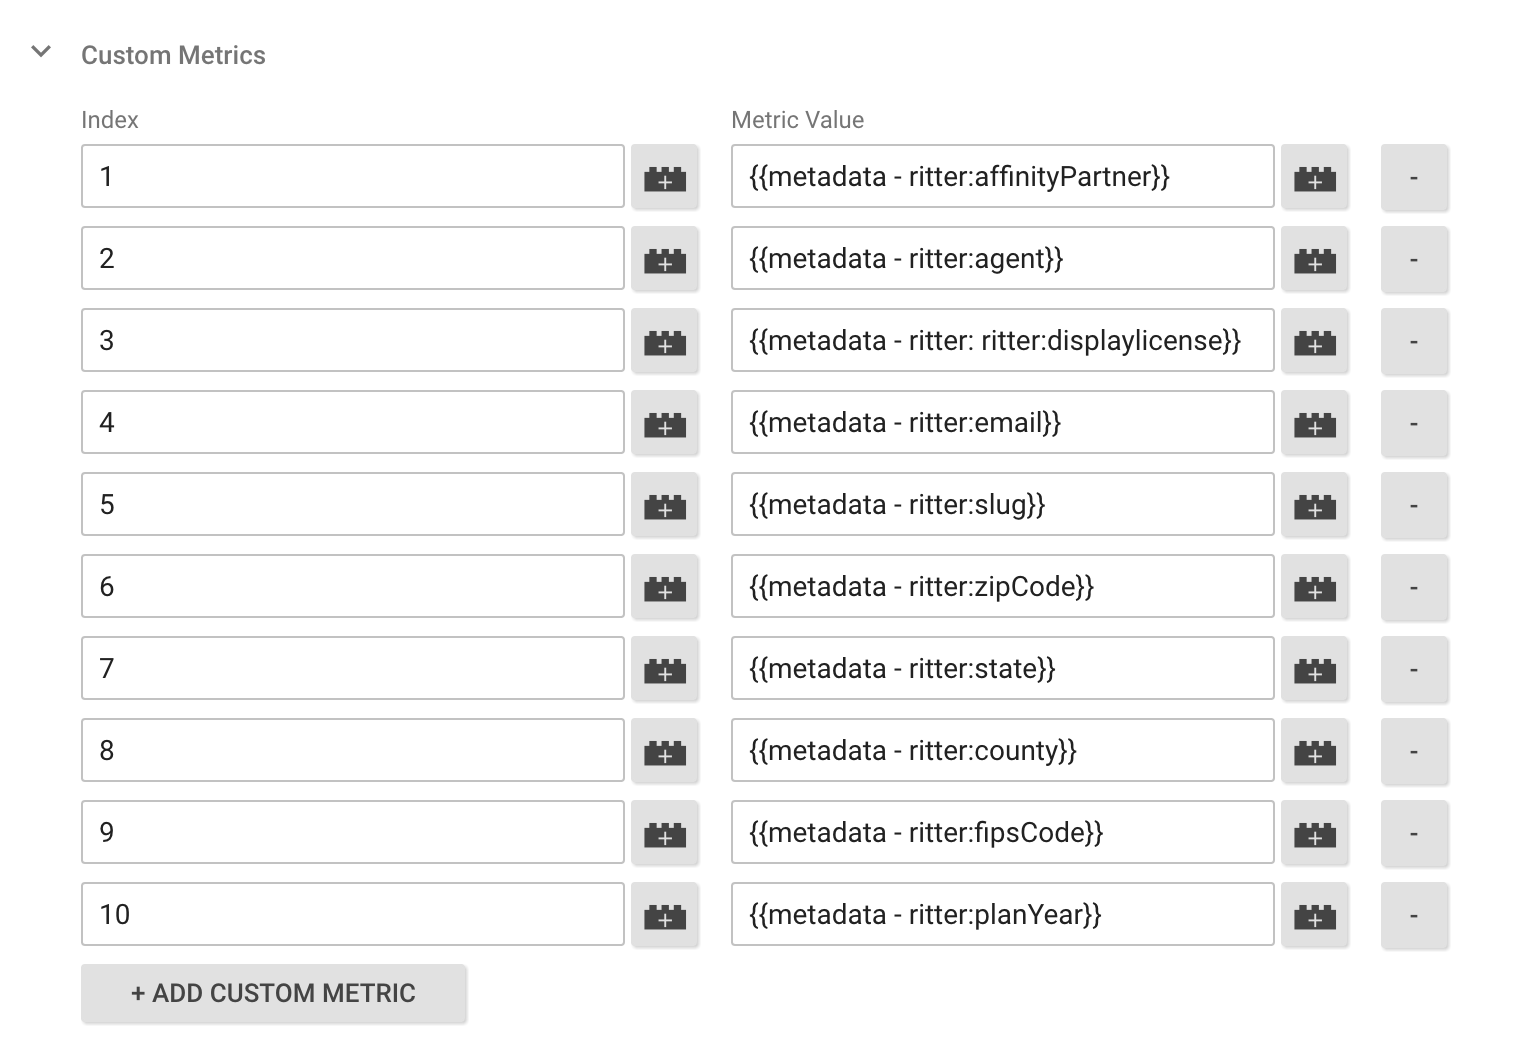 Custom Metrics
Index Metric Value
1 {{metadata - ritter:affinityPartner}} -
2 {{metadata - ritter:agent}} -
3 {{metadata - ritter: ritter:displaylicense}} -
4 {{metadata - ritter:email}} -
5 {{metadata - ritter:slug}} -
6 {{metadata - ritter:zipCode}} -
7 {{metadata - ritter:state}} -
8 {{metadata - ritter:county}} -
9 {{metadata - ritter:fipsCode}} -
10 {{metadata - ritter:planYear}} -
+ ADD CUSTOM METRIC